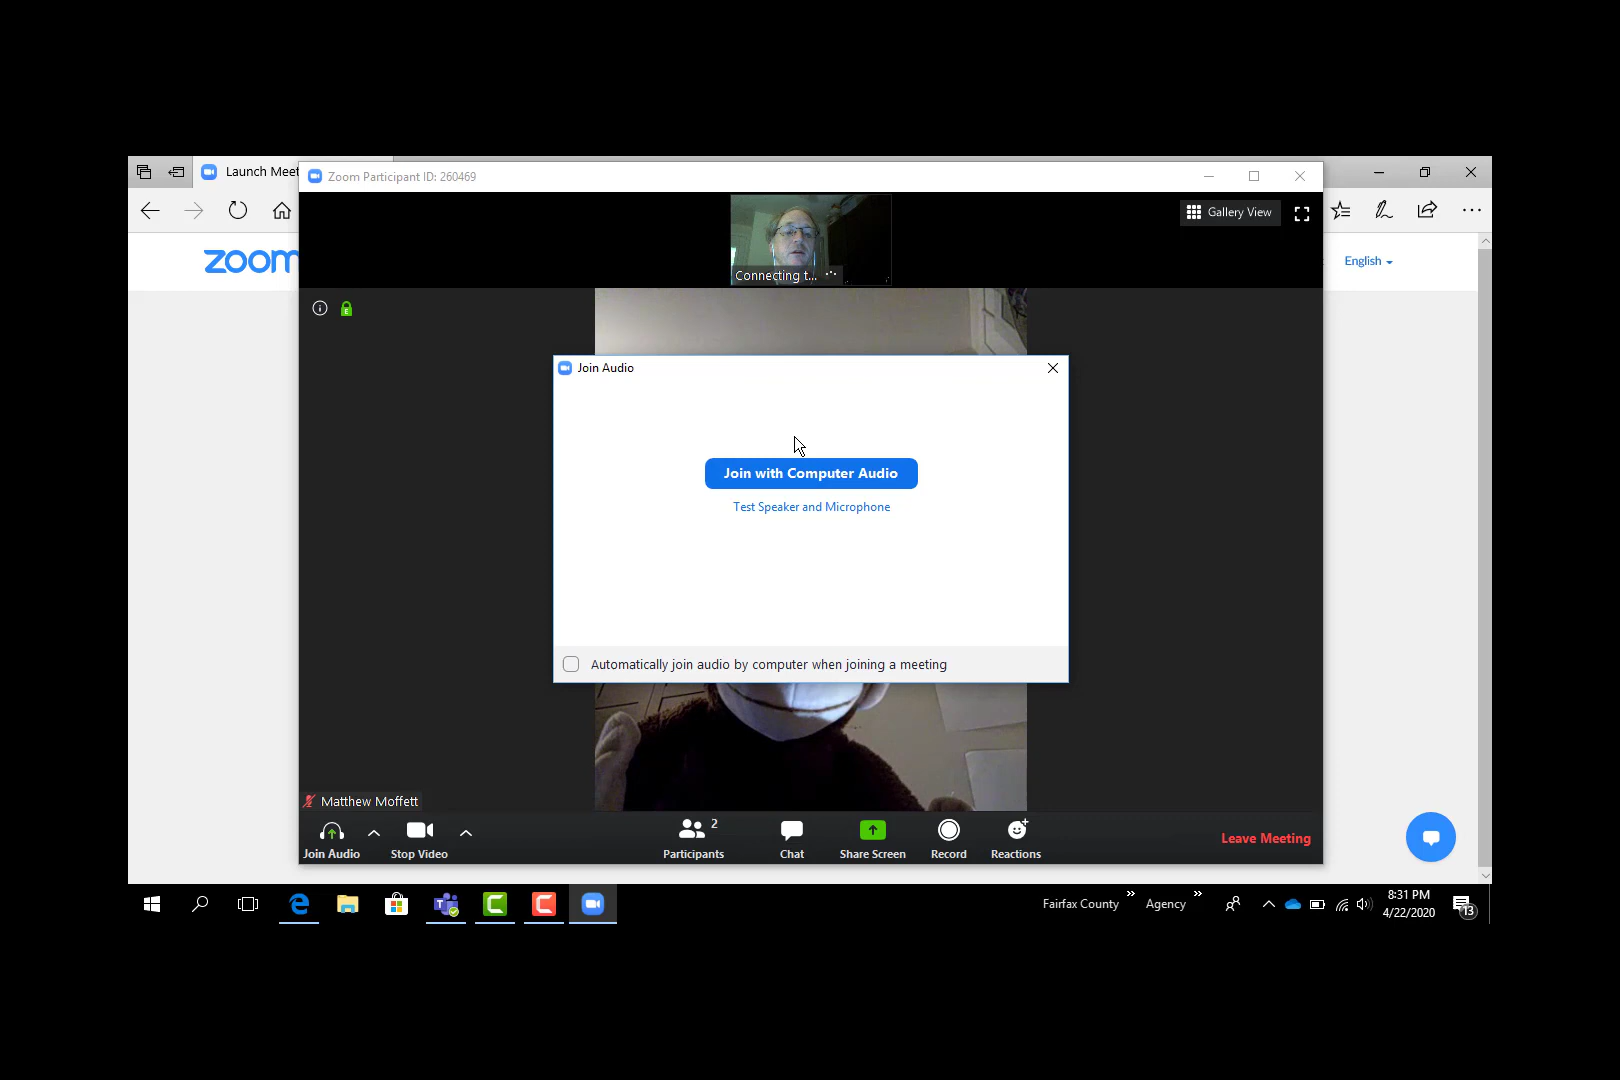 Launch Meet
Zoom Participant ID: 260469
zoom
Gallery View
English
Connecting t...
Join Audio
Join with Computer Audio
Test Speaker and Microphone
Automatically join audio by computer when joining a meeting
Matthew Moffett
Join Audio
Stop Video
2
Participants
Chat
Share Screen
Record
Reactions
Leave Meeting
Fairfax County
Agency
8:31 PM
4/22/2020
13